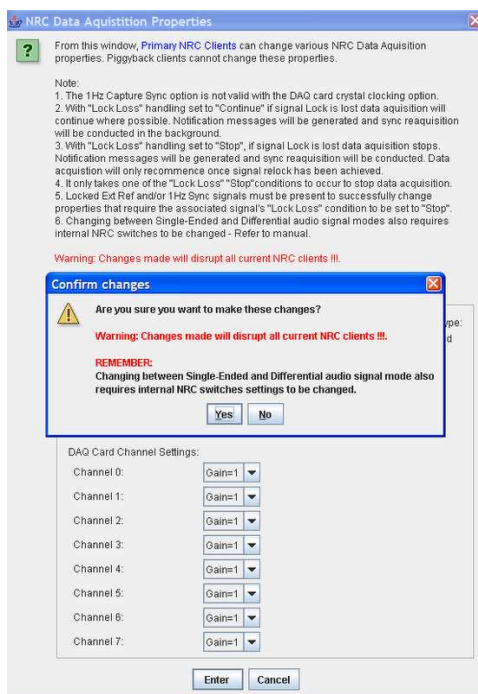 NRC Data Aquistition Properties
From this window, Primary NRC Clients can change various NRC Data Aquisition
properties. Piggyback clients cannot change these properties.
Note:
1. The 1Hz Capture Sync option is not valid with the DAQ card crystal clocking option.
2. With "Lock Loss" handling set to "Continue" if signal Lock is lost data aquisition will
continue where possible. Notification messages will be generated and sync reaquisition
will be conducted in the background.
3. With "Lock Loss" handling set to "Stop", if signal Lock is lost data aquisition stops.
Notification messages will be generated and sync reaquisition will be conducted. Data
acquistion will only recommence once signal relock has been achieved.
4. It only takes one of the "Lock Loss" "Stop"conditions to occur to stop data acquisition.
5. Locked Ext Ref and/or 1Hz Sync signals must be present to successfully change
properties that require the associated signal's "Lock Loss" condition to be set to "Stop".
6. Changing between Single-Ended and Differential audio signal modes also requires
internal NRC switches to be changed - Refer to manual.
Warning: Changes made will disrupt all current NRC clients !!!.
Confirm changes
Are you sure you want to make these changes?
ype:
d
Warning: Changes made will disrupt all current NRC clients !!!.
REMEMBER:
Changing between Single-Ended and Differential audio signal mode also
requires internal NRC switches settings to be changed.
Yes No
DAQ Card Channel Settings:
Channel 0: Gain=1
Channel 1: Gain=1
Channel 2: Gain=1
Channel 3: Gain=1
Channel 4: Gain=1
Channel 5: Gain=1
Channel 6: Gain=1
Channel 7: Gain=1
Enter Cancel